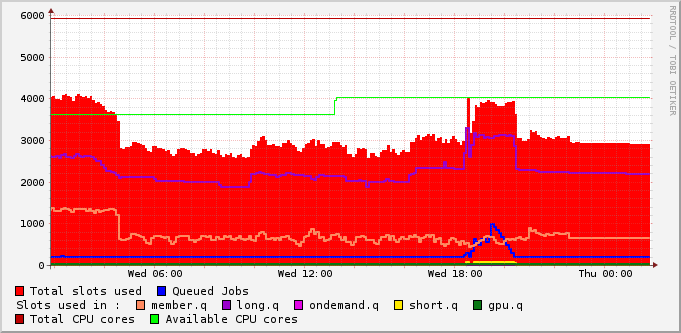 6000
5000
4000
3000
2000
1000
0
Wed 06:00 Wed 12:00 Wed 18:00 Thu 00:00
RRDTOOL / TOBI OETIKER
Total slots used Queued Jobs
Slots used in : member.q long.q ondemand.q short.q gpu.q
Total CPU cores Available CPU cores